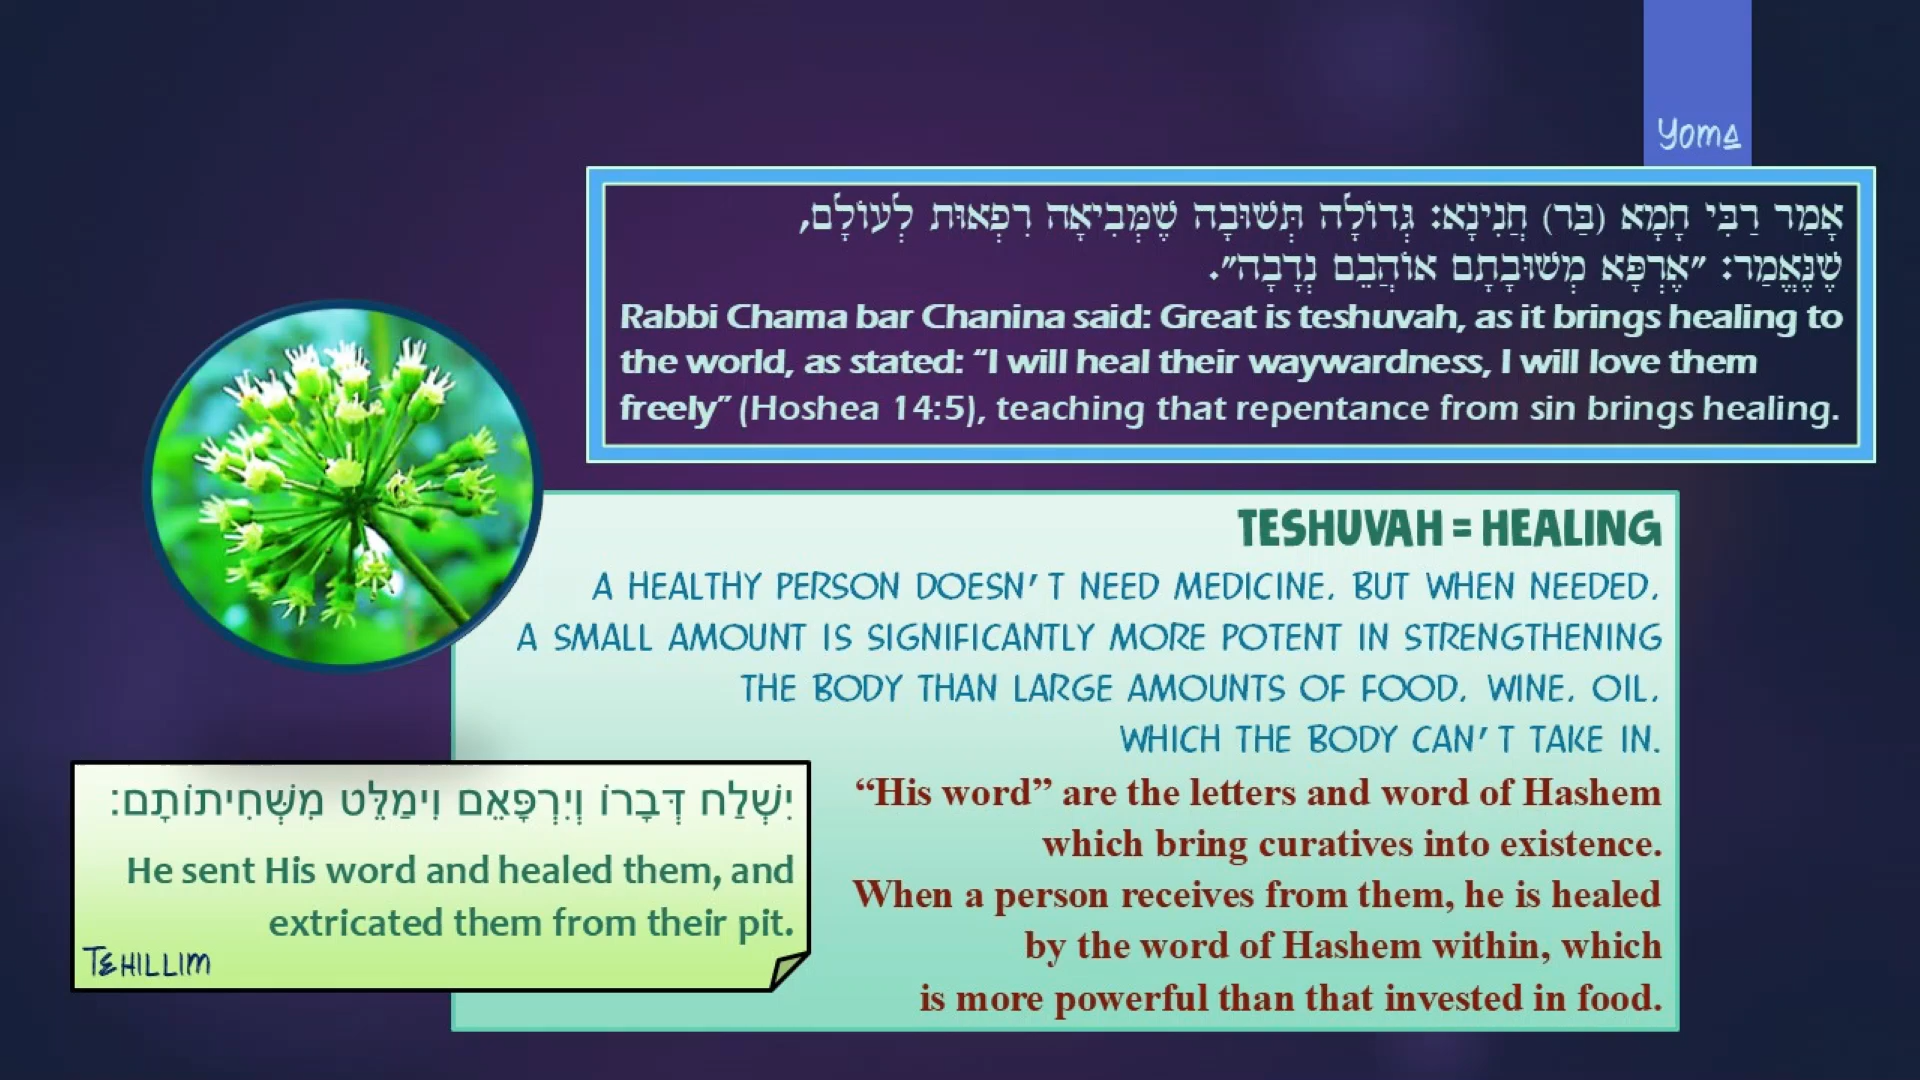 Yoma
אָמַר רַבִּי חָמָא (בַּר) חֲנִינָא: גְּדוֹלָה תְּשׁוּבָה שֶׁמְּבִיאָה רִפְאוּת לְעוֹלָם,
שֶׁנֶּאֱמַר: ״אֶרְפָּא מְשׁוּבָתָם אוֹהֲבֵם נְדָבָה״.
Rabbi Chama bar Chanina said: Great is teshuvah, as it brings healing to
the world, as stated: “I will heal their waywardness, I will love them
freely” (Hoshea 14:5), teaching that repentance from sin brings healing.
TESHUVAH = HEALING
A HEALTHY PERSON DOESN'T NEED MEDICINE. BUT WHEN NEEDED,
A SMALL AMOUNT IS SIGNIFICANTLY MORE POTENT IN STRENGTHENING
THE BODY THAN LARGE AMOUNTS OF FOOD, WINE, OIL,
WHICH THE BODY CAN'T TAKE IN.
“His word” are the letters and word of Hashem
which bring curatives into existence.
When a person receives from them, he is healed
by the word of Hashem within, which
is more powerful than that invested in food.
יִשְׁלַח דְּבָרוֹ וְיִרְפָּאֵם וִימַלֵּט מִשְּׁחִיתוֹתָם:
He sent His word and healed them, and
extricated them from their pit.
TEHILLIM